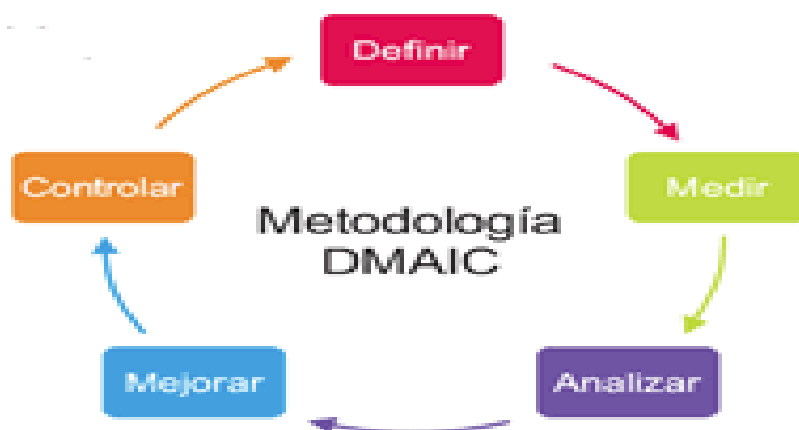 Definir
Controlar
Medir
Metodología
DMAIC
Mejorar
Analizar